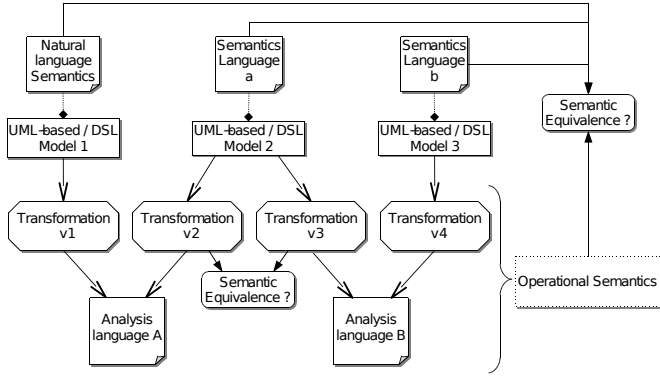 Natural
language
Semantics
Semantics
Language
a
Semantics
Language
b
Semantic
Equivalence ?
UML-based / DSL
Model 1
UML-based / DSL
Model 2
UML-based / DSL
Model 3
Transformation
v1
Transformation
v2
Transformation
v3
Transformation
v4
Semantic
Equivalence ?
Operational Semantics
Analysis
language A
Analysis
language B